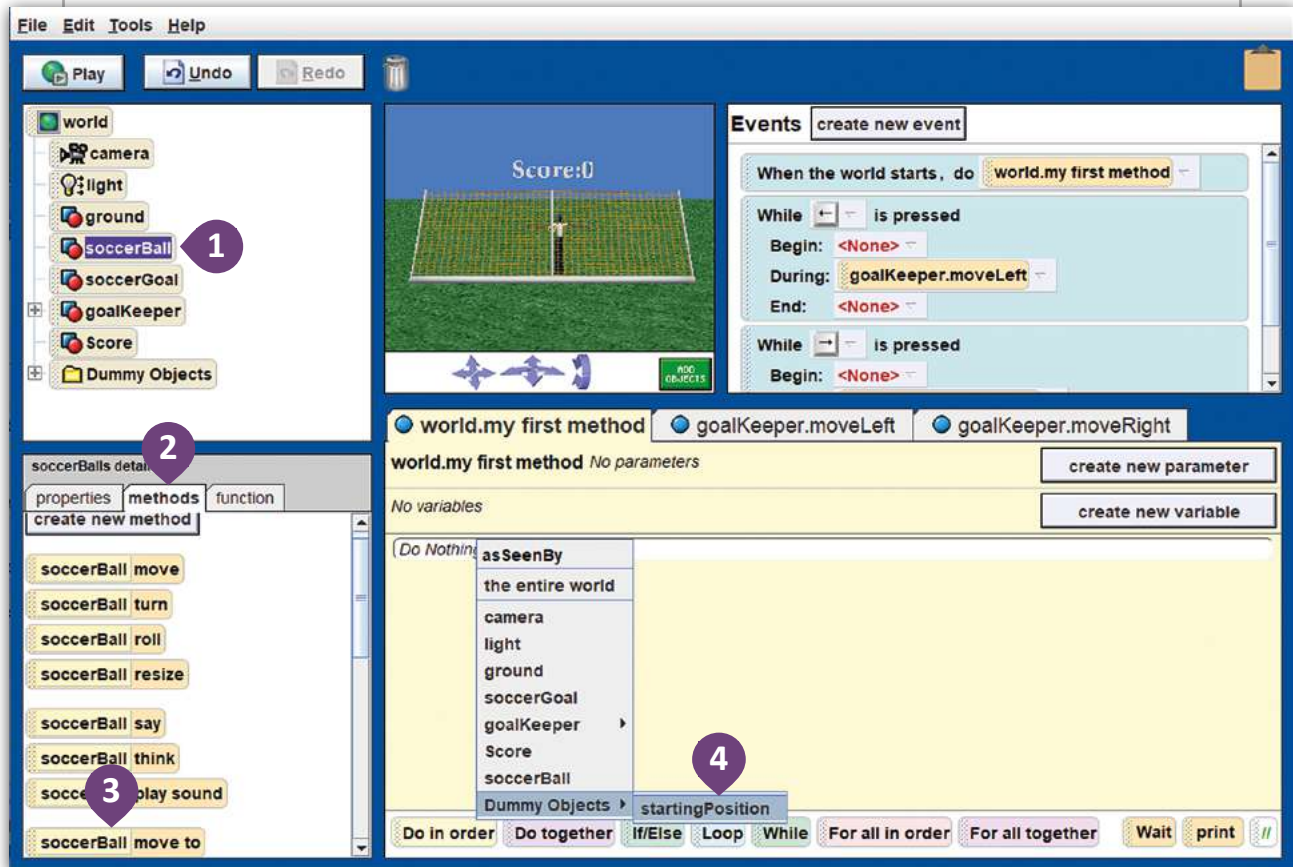 File Edit Tools Help
Play Undo Redo
world
camera
light
ground
soccerBall
soccerGoal
goalKeeper
Score
Dummy Objects
1
Score:0
ADD OBJECTS
Events create new event
When the world starts, do world.my first method
While ← is pressed
Begin: <None>
During: goalKeeper.moveLeft
End: <None>
While → is pressed
Begin: <None>
2
soccerBalls detai
properties methods function
create new method
soccerBall move
soccerBall turn
soccerBall roll
soccerBall resize
soccerBall say
soccerBall think
play sound
3
soccerBall move to
world.my first method goalKeeper.moveLeft goalKeeper.moveRight
world.my first method No parameters create new parameter
No variables create new variable
Do Nothing
asSeenBy
the entire world
camera
light
ground
soccerGoal
goalKeeper
Score
soccerBall
Dummy Objects
4
startingPosition
Do in order Do together If/Else Loop While For all in order For all together Wait print //